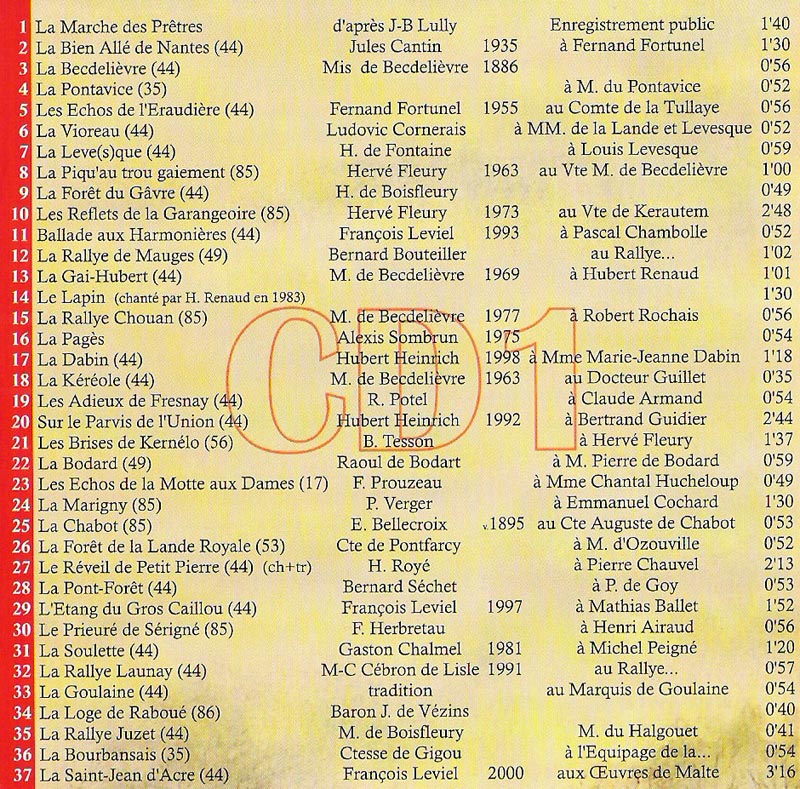 1 La Marche des Prêtres d'après J-B Lully Enregistrement public 1'40
2 La Bien Allé de Nantes (44) Jules Cantin 1935 à Fernand Fortunel 1'30
3 La Becdelièvre (44) Mis de Becdelièvre 1886 0'56
4 La Pontavice (35) à M. du Pontavice 0'52
5 Les Echos de l'Eraudière (44) Fernand Fortunel 1955 au Comte de la Tullaye 0'56
6 La Vioreau (44) Ludovic Cornerais à MM. de la Lande et Levesque 0'52
7 La Leve(s)que (44) H. de Fontaine à Louis Levesque 0'59
8 La Piqu'au trou gaiement (85) Hervé Fleury 1963 au Vte M. de Becdelièvre 1'00
9 La Forêt du Gâvre (44) H. de Boisfleury 0'49
10 Les Reflets de la Garangeoire (85) Hervé Fleury 1973 au Vte de Kerautem 2'48
11 Ballade aux Harmonières (44) François Leviel 1993 à Pascal Chambolle 0'52
12 La Rallye de Mauges (49) Bernard Bouteiller au Rallye... 1'02
13 La Gai-Hubert (44) M. de Becdelièvre 1969 à Hubert Renaud 1'01
14 Le Lapin (chanté par H. Renaud en 1983) 1'30
15 La Rallye Chouan (85) M. de Becdelièvre 1977 à Robert Rochais 0'56
16 La Pagès Alexis Sombrun 1975 0'54
17 La Dabin (44) Hubert Heinrich 1998 à Mme Marie-Jeanne Dabin 1'18
18 La Kéréole (44) M. de Becdelièvre 1963 au Docteur Guillet 0'35
19 Les Adieux de Fresnay (44) R. Potel à Claude Armand 0'54
20 Sur le Parvis de l'Union (44) Hubert Heinrich 1992 à Bertrand Guidier 2'44
21 Les Brises de Kernélo (56) B. Tesson à Hervé Fleury 1'37
22 La Bodard (49) Raoul de Bodart à M. Pierre de Bodard 0'59
23 Les Echos de la Motte aux Dames (17) F. Prouzeau à Mme Chantal Hucheloup 0'49
24 La Marigny (85) P. Verger à Emmanuel Cochard 1'30
25 La Chabot (85) E. Bellecroix v.1895 au Cte Auguste de Chabot 0'53
26 La Forêt de la Lande Royale (53) Cte de Pontfarcy à M. d'Ozouville 0'52
27 Le Réveil de Petit Pierre (44) (ch+tr) H. Royé à Pierre Chauvel 2'13
28 La Pont-Forêt (44) Bernard Séchet à P. de Goy 0'53
29 L'Etang du Gros Caillou (44) François Leviel 1997 à Mathias Ballet 1'52
30 Le Prieuré de Sérigné (85) F. Herbretau à Henri Airaud 0'56
31 La Soulette (44) Gaston Chalmel 1981 à Michel Peigné 1'20
32 La Rallye Launay (44) M-C Cébron de Lisle 1991 au Rallye... 0'57
33 La Goulaine (44) tradition au Marquis de Goulaine 0'54
34 La Loge de Raboué (86) Baron J. de Vézins 0'40
35 La Rallye Juzet (44) M. de Boisfleury M. du Halgouet 0'41
36 La Bourbansais (35) Ctesse de Gigou à l'Equipage de la... 0'54
37 La Saint-Jean d'Acre (44) François Leviel 2000 aux Œuvres de Malte 3'16
CD1